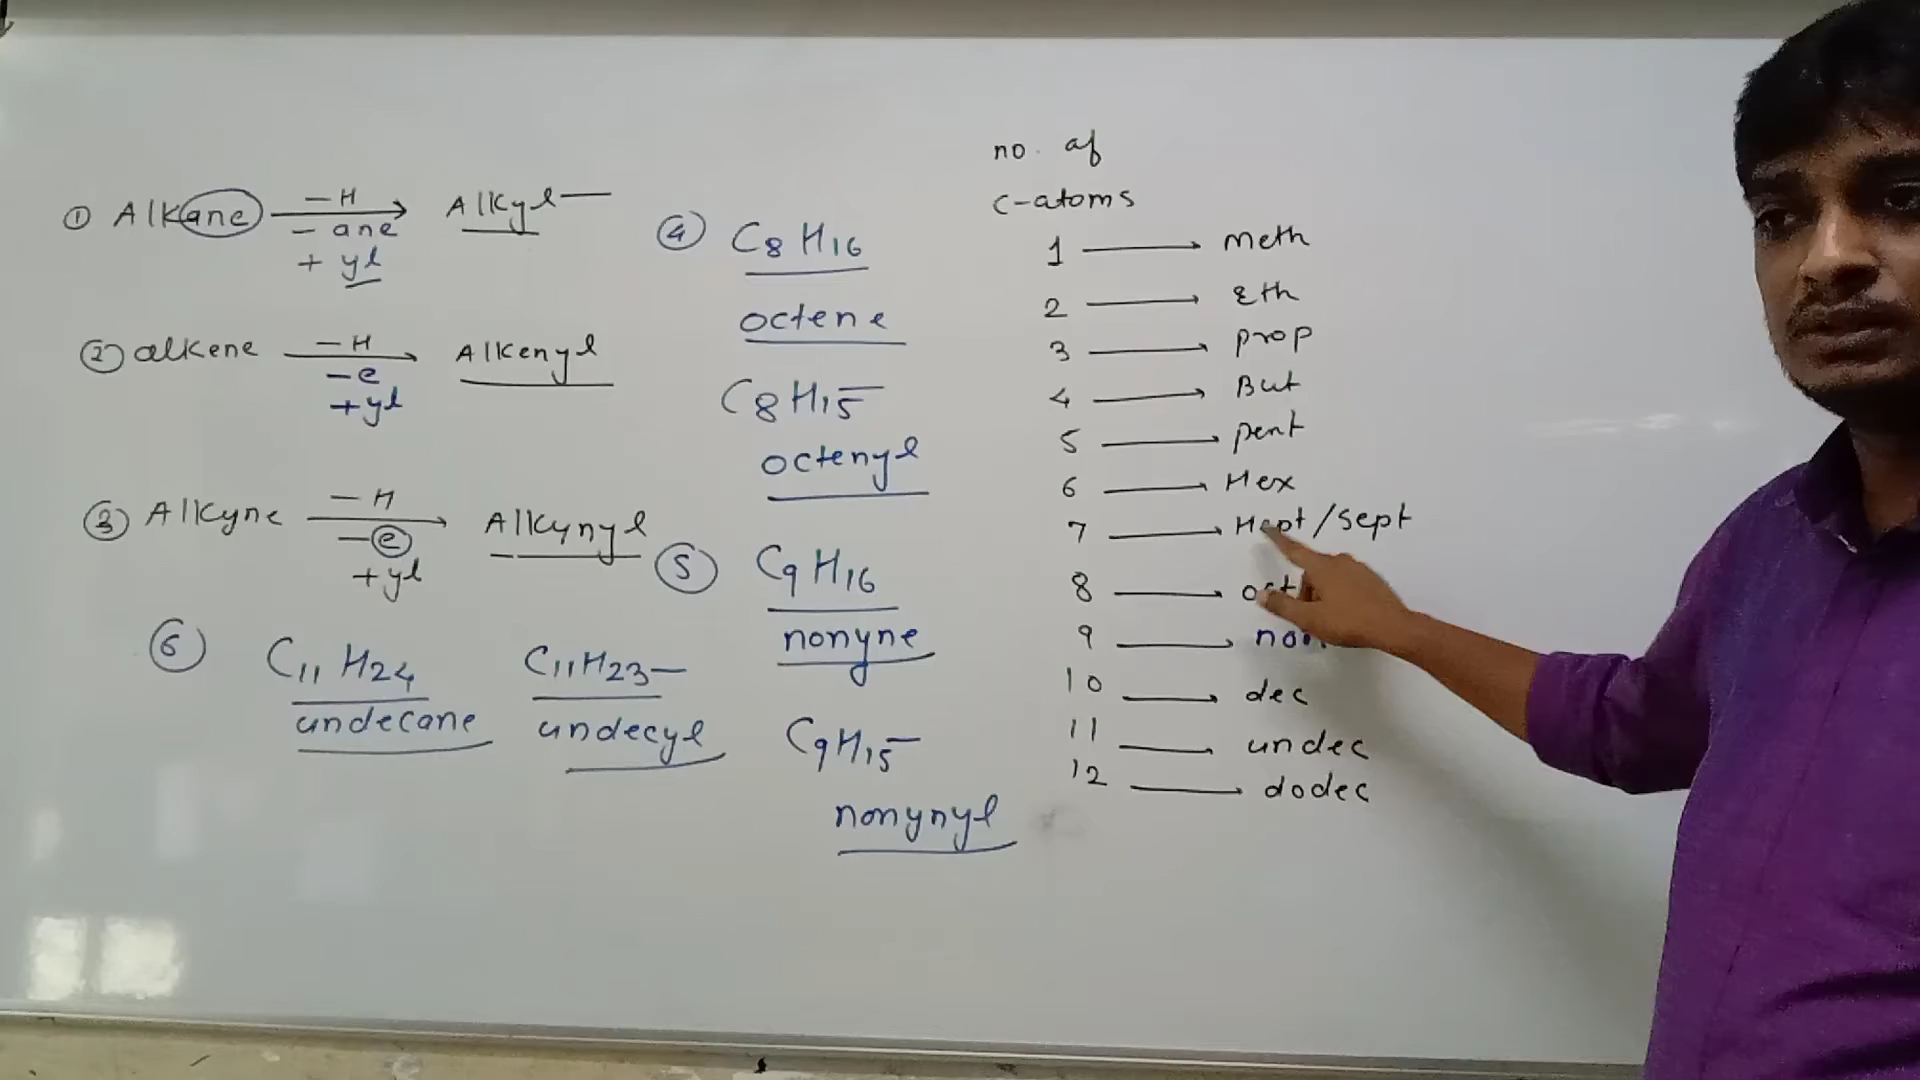 ① Alkane —H→ Alkyl—
- ane
+ yl
② alkene —H→ Alkenyl
-e
+yl
③ Alkyne —H→ Alkynyl
-e
+yl
④ C8H16
octene
C8H15—
octenyl
⑤ C9H16
nonyne
C9H15—
nonynyl
⑥ C11H24 C11H23—
undecane undecyl
no. of
C-atoms
1 → meth
2 → Eth
3 → prop
4 → But
5 → pent
6 → Hex
7 → Hept/Sept
8 → oct
9 → non
10 → dec
11 → undec
12 → dodec